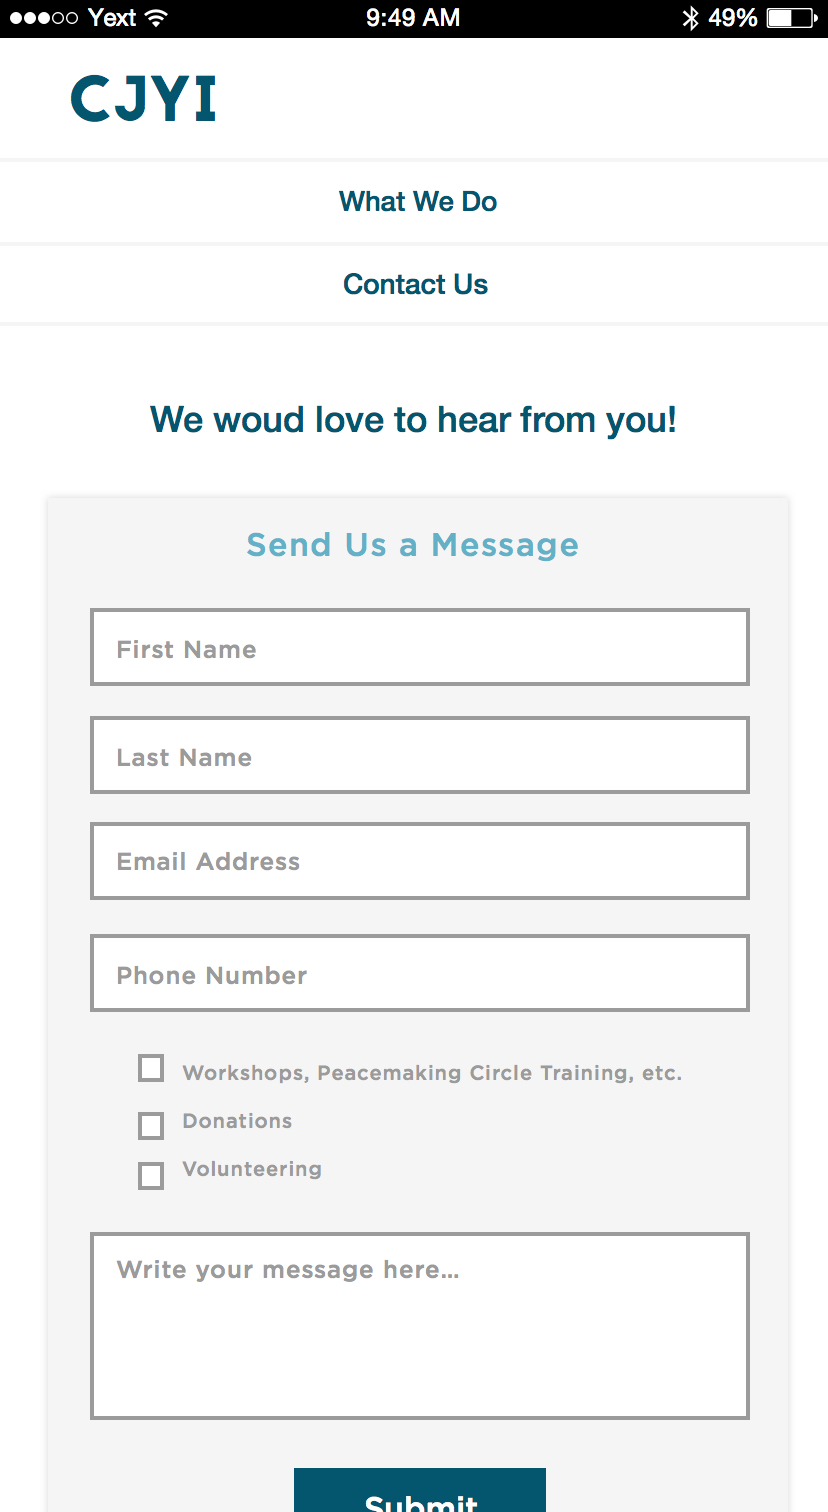 Yext 9:49 AM 49%
CJYI
What We Do
Contact Us
We woud love to hear from you!
Send Us a Message
First Name
Last Name
Email Address
Phone Number
Workshops, Peacemaking Circle Training, etc.
Donations
Volunteering
Write your message here...
Submit